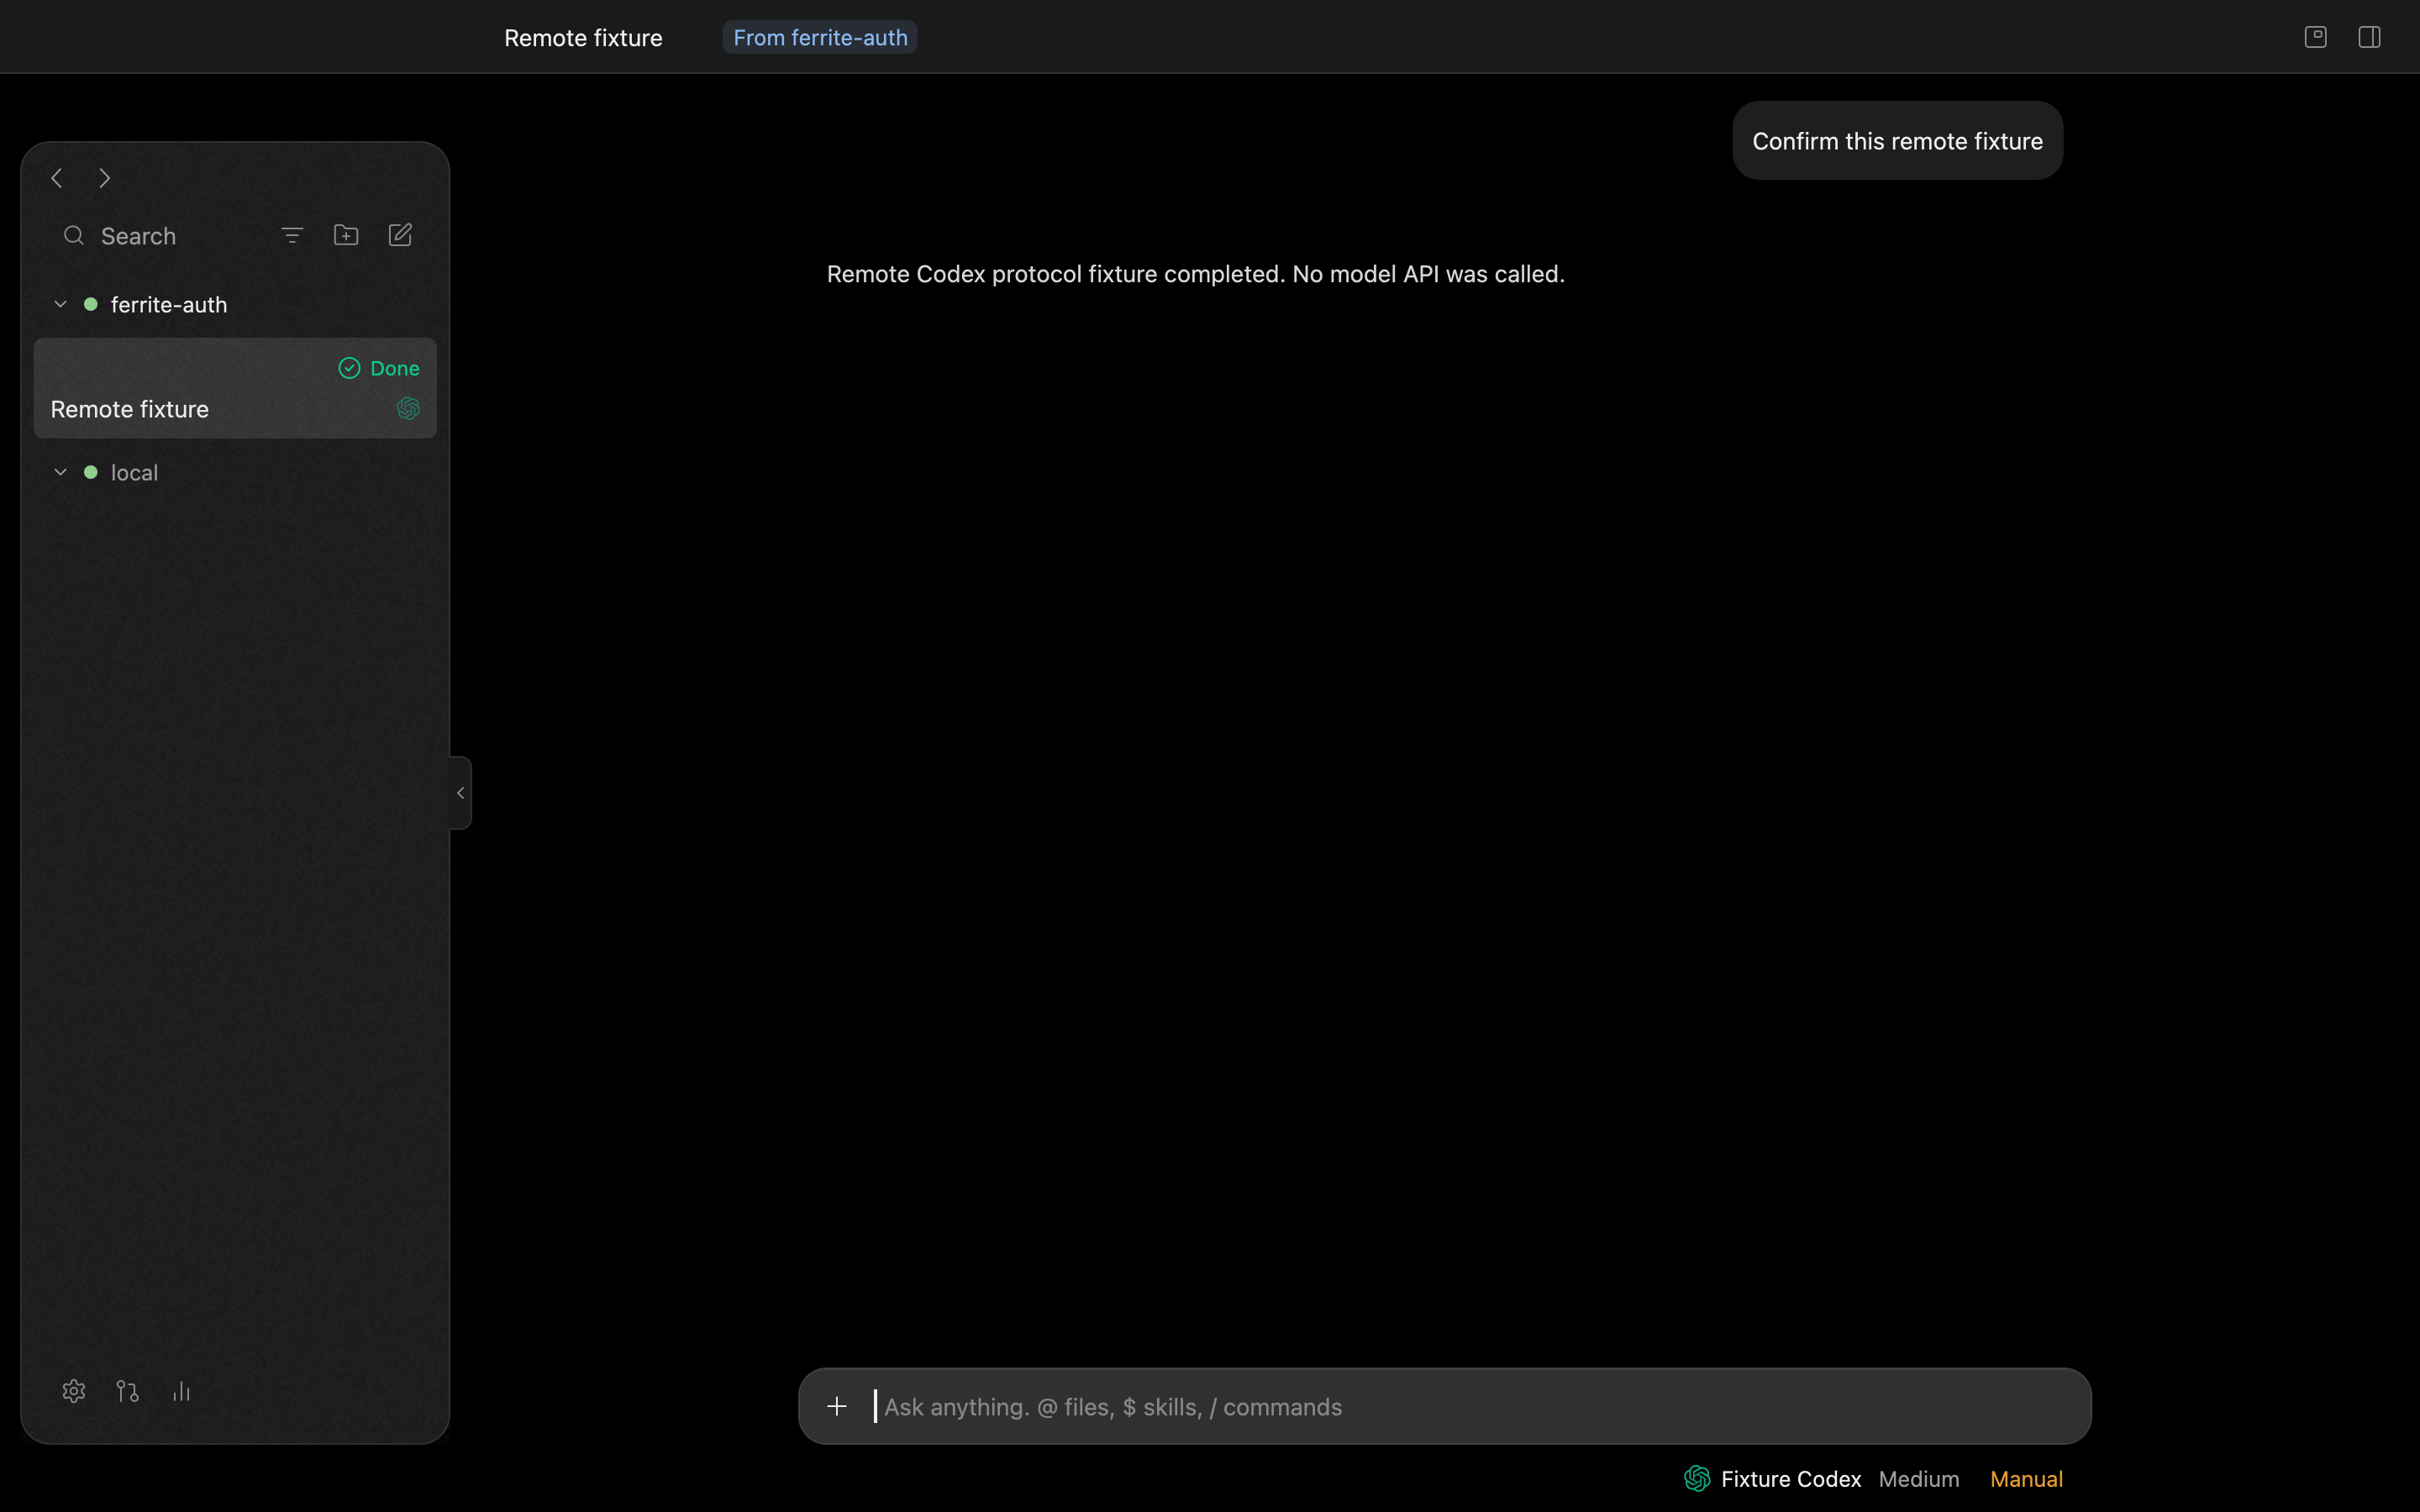 Remote fixture
From ferrite-auth
Confirm this remote fixture
Search
ferrite-auth
Remote Codex protocol fixture completed. No model API was called.
Done
Remote fixture
local
Ask anything. @ files, $ skills, / commands
Fixture Codex Medium Manual